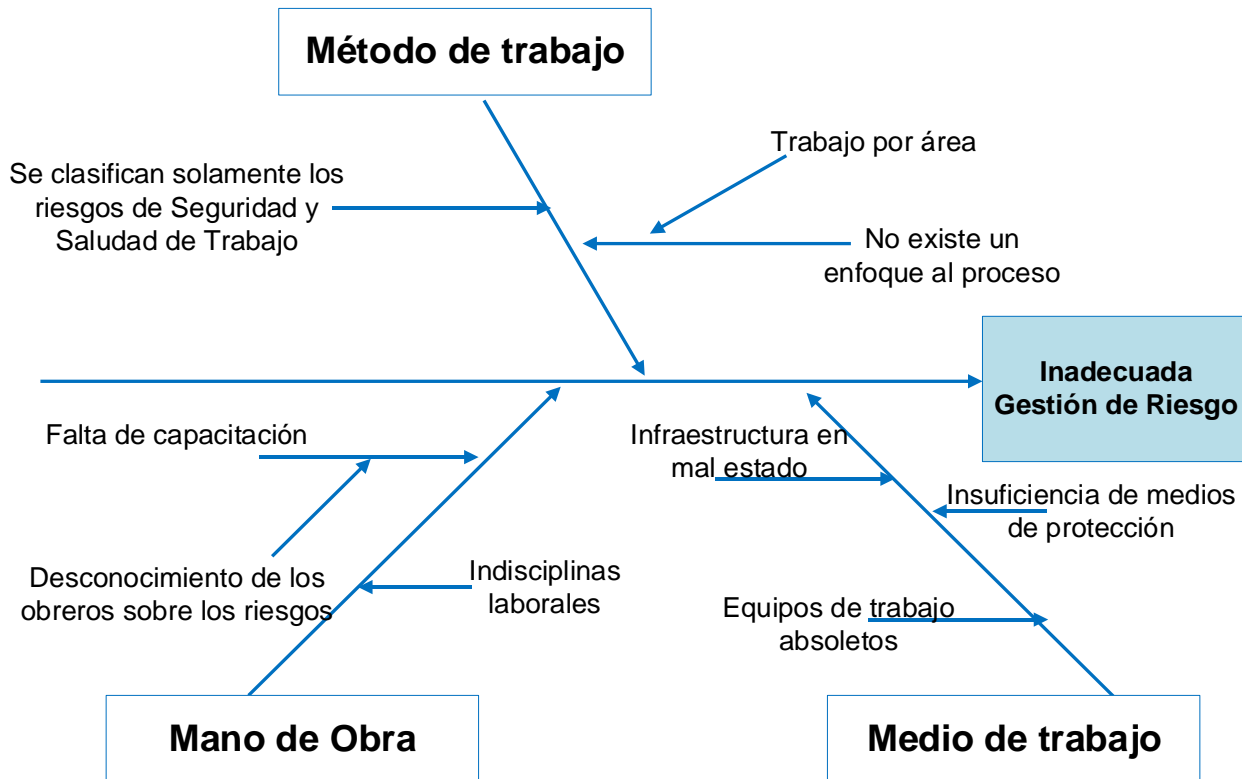 Método de trabajo
Trabajo por área
Se clasifican solamente los
riesgos de Seguridad y
Saludad de Trabajo
No existe un
enfoque al proceso
Inadecuada
Gestión de Riesgo
Falta de capacitación
Infraestructura en
mal estado
Insuficiencia de medios
de protección
Desconocimiento de los
obreros sobre los riesgos
Indisciplinas
laborales
Equipos de trabajo
absoletos
Mano de Obra
Medio de trabajo